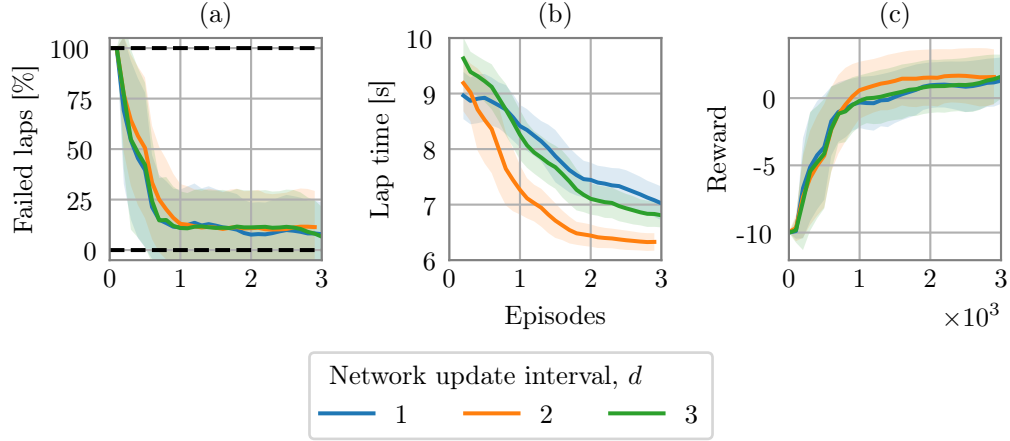 (a)
(b)
(c)
Failed laps [%]
100
75
50
25
0
0 1 2 3
Lap time [s]
10
9
8
7
6
0 1 2 3
Episodes
Reward
0
-5
-10
0 1 2 3
×10³
Network update interval, d
1 2 3